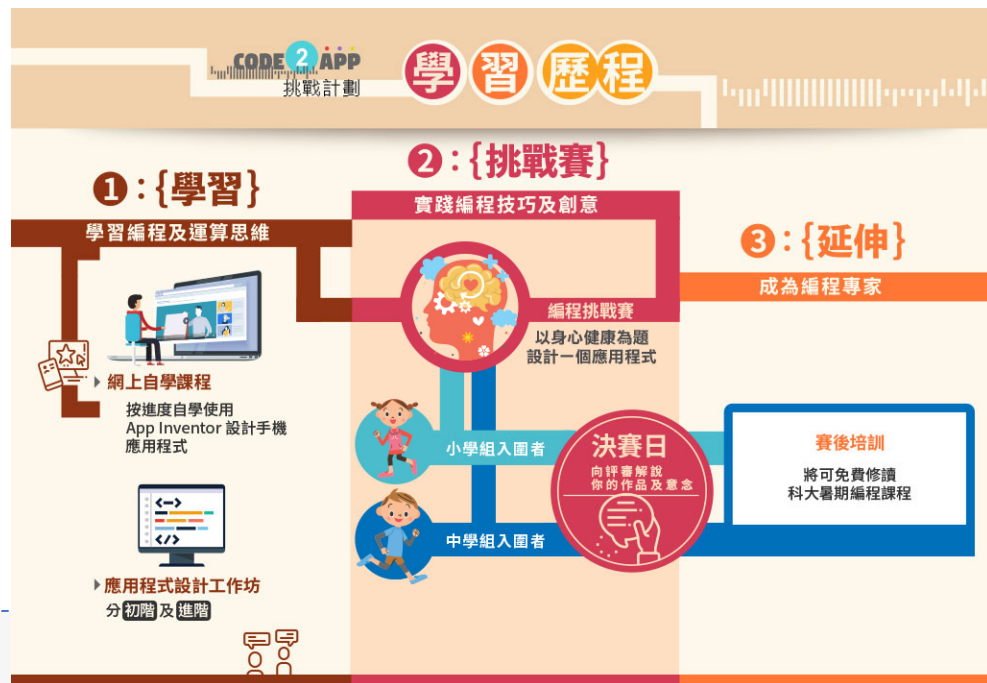 CODE 2 APP
挑戰計劃
學習歷程
❶:{學習}
學習編程及運算思維
網上自學課程
按進度自學使用
App Inventor 設計手機
應用程式
應用程式設計工作坊
分初階及進階
❷:{挑戰賽}
實踐編程技巧及創意
編程挑戰賽
以身心健康為題
設計一個應用程式
小學組入圍者
中學組入圍者
決賽日
向評審解說
你的作品及意念
❸:{延伸}
成為編程專家
賽後培訓
將可免費修讀
科大暑期編程課程